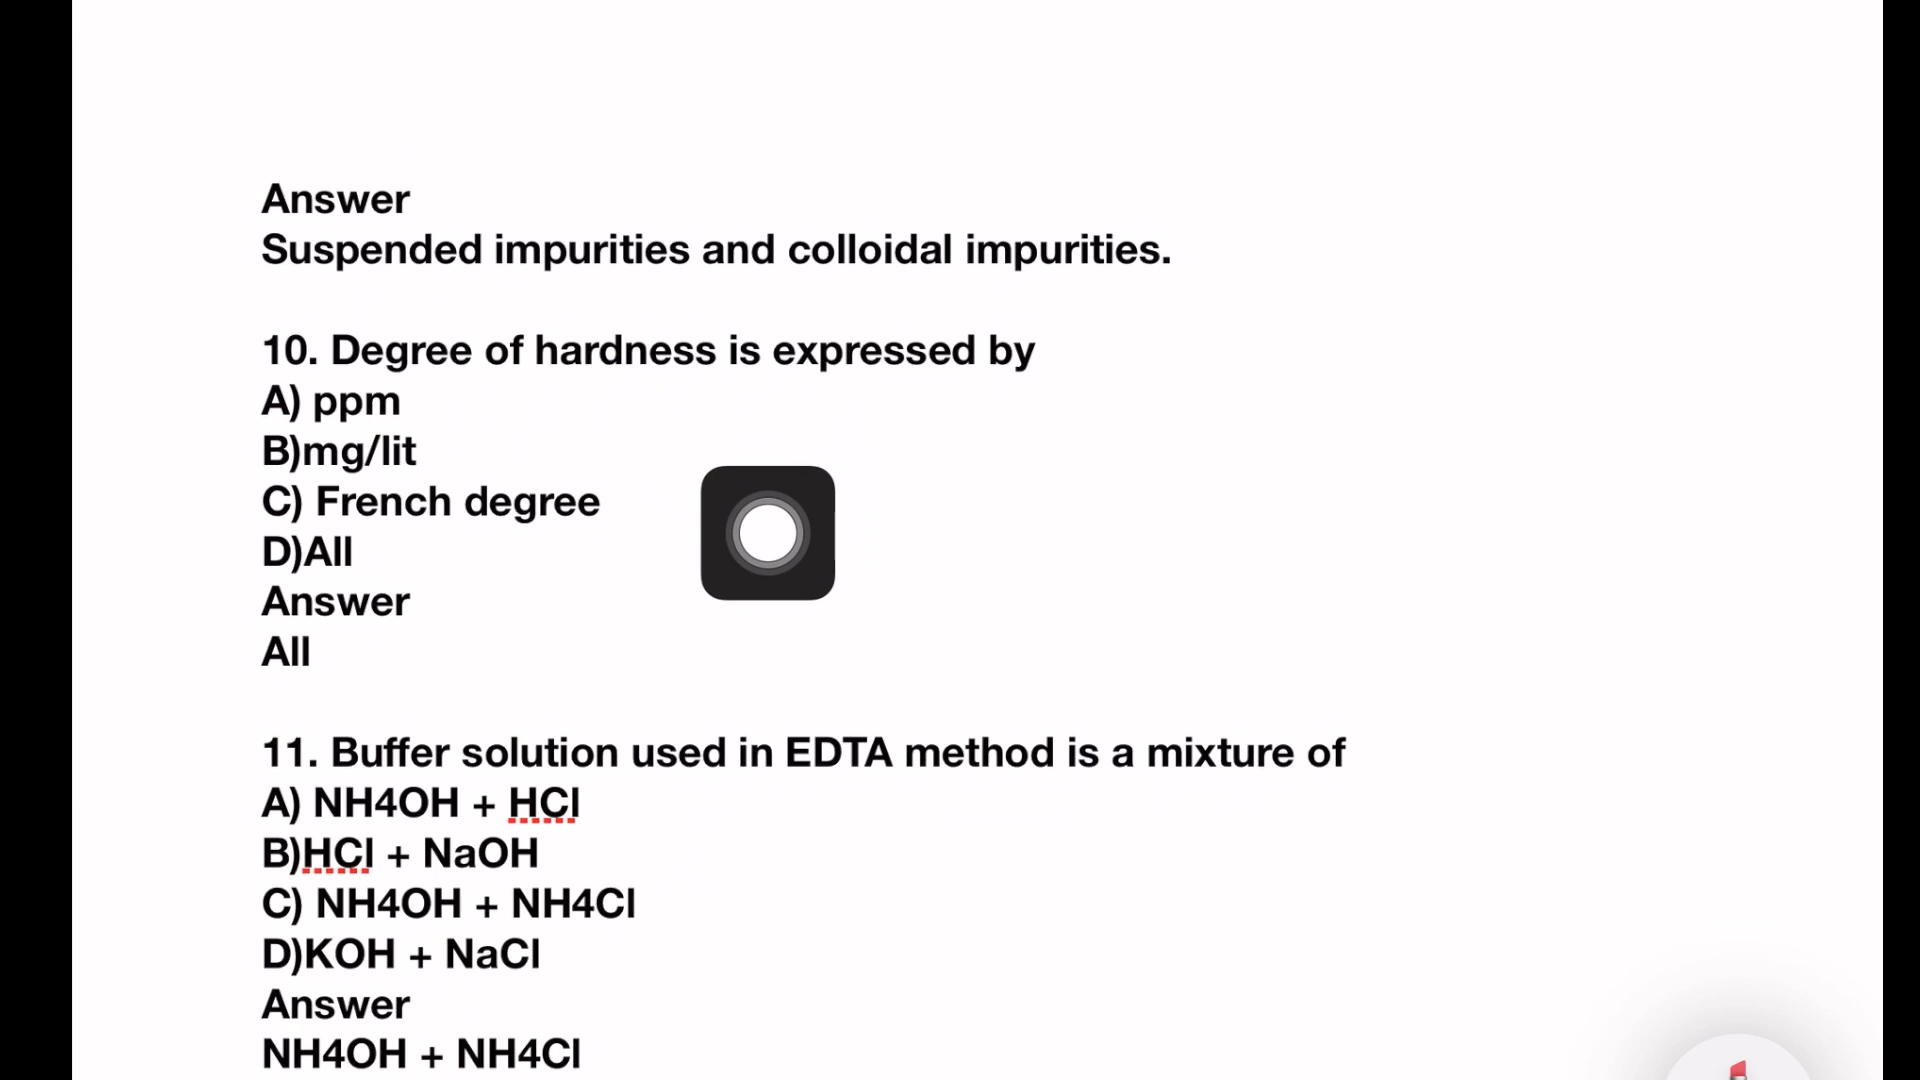 Answer
Suspended impurities and colloidal impurities.
10. Degree of hardness is expressed by
A) ppm
B)mg/lit
C) French degree
D)All
Answer
All
11. Buffer solution used in EDTA method is a mixture of
A) NH4OH + HCl
B)HCl + NaOH
C) NH4OH + NH4Cl
D)KOH + NaCl
Answer
NH4OH + NH4Cl